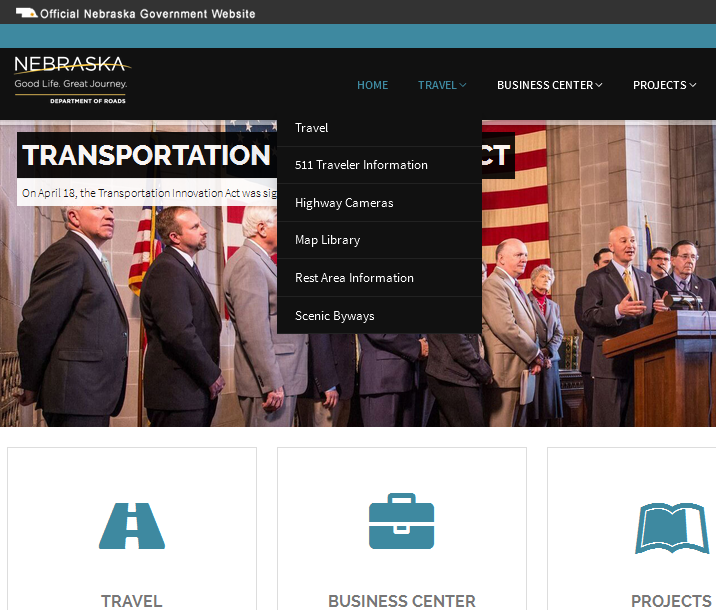 Official Nebraska Government Website
NEBRASKA
Good Life. Great Journey.
DEPARTMENT OF ROADS
HOME TRAVEL BUSINESS CENTER PROJECTS
Travel
511 Traveler Information
Highway Cameras
Map Library
Rest Area Information
Scenic Byways
TRANSPORTATION CT
On April 18, the Transportation Innovation Act was sig
TRAVEL
BUSINESS CENTER
PROJECTS